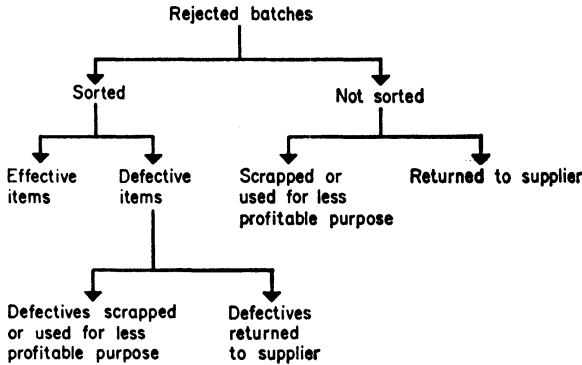 Rejected batches
Sorted
Not sorted
Effective
items
Defective
items
Scrapped or
used for less
profitable purpose
Returned to supplier
Defectives scrapped
or used for less
profitable purpose
Defectives
returned
to supplier